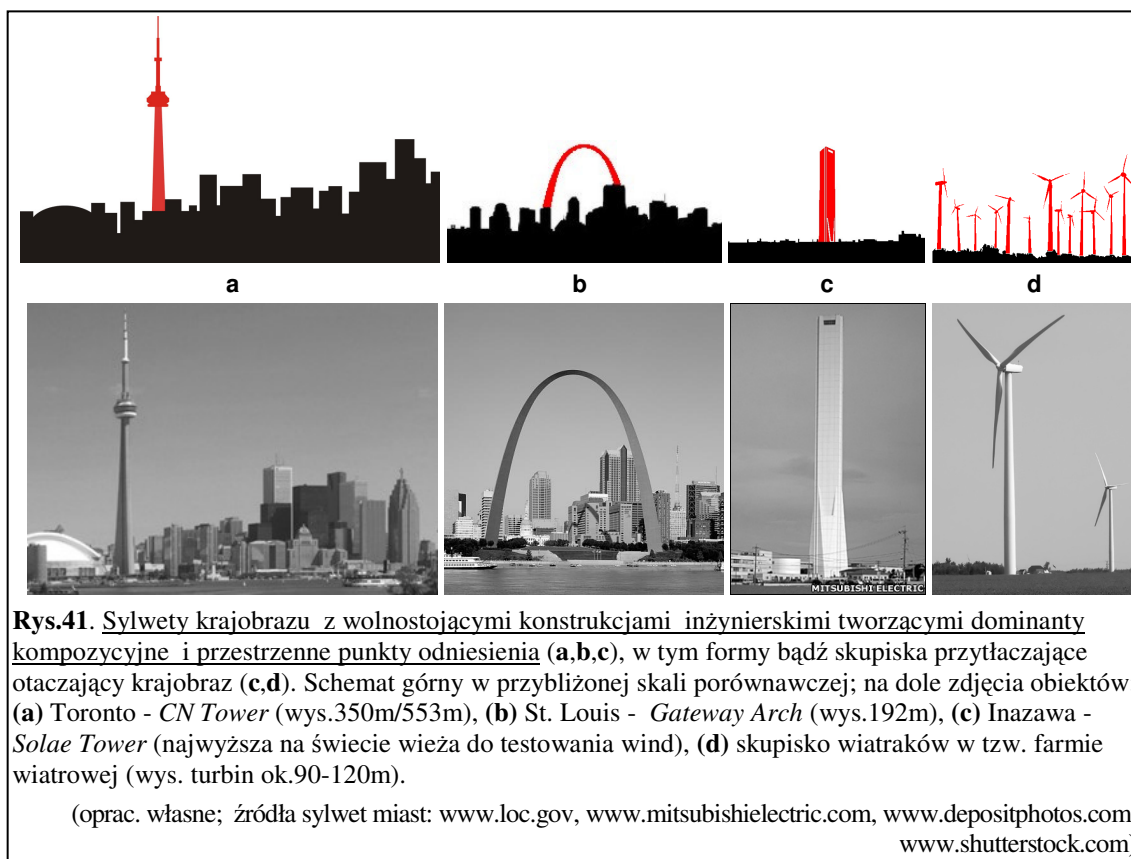 a b c d
MITSUBISHI ELECTRIC
Rys.41. Sylwety krajobrazu z wolnostojącymi konstrukcjami inżynierskimi tworzącymi dominanty
kompozycyjne i przestrzenne punkty odniesienia (a,b,c), w tym formy bądź skupiska przytłaczające
otaczający krajobraz (c,d). Schemat górny w przybliżonej skali porównawczej; na dole zdjęcia obiektów
(a) Toronto - CN Tower (wys.350m/553m), (b) St. Louis - Gateway Arch (wys.192m), (c) Inazawa -
Solae Tower (najwyższa na świecie wieża do testowania wind), (d) skupisko wiatraków w tzw. farmie
wiatrowej (wys. turbin ok.90-120m).
(oprac. własne; źródła sylwet miast: www.loc.gov, www.mitsubishielectric.com, www.depositphotos.com
www.shutterstock.com)